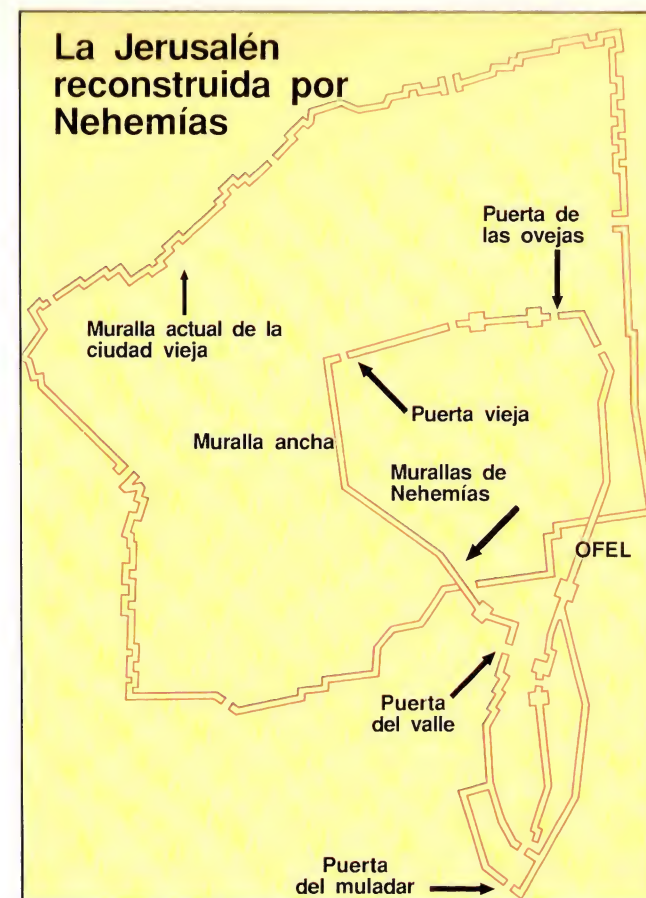 La Jerusalén
reconstruida por
Nehemías
Puerta de
las ovejas
Muralla actual de la
ciudad vieja
Puerta vieja
Muralla ancha
Murallas de
Nehemías
OFEL
Puerta
del valle
Puerta
del muladar